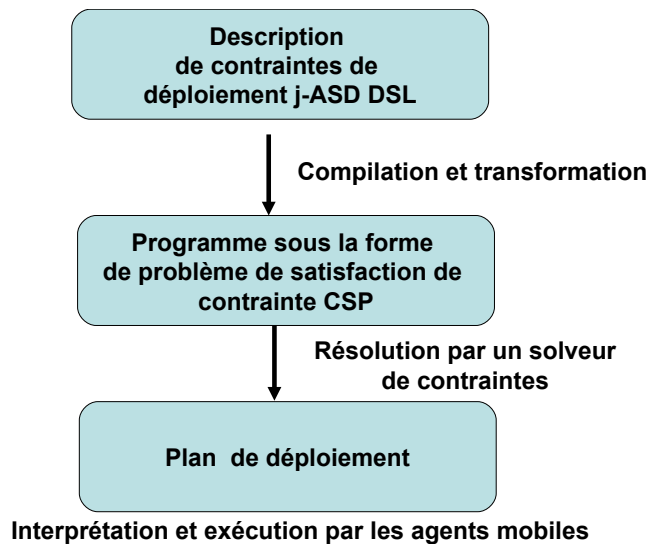 Description
de contraintes de
déploiement j-ASD DSL
Compilation et transformation
Programme sous la forme
de problème de satisfaction de
contrainte CSP
Résolution par un solveur
de contraintes
Plan de déploiement
Interprétation et exécution par les agents mobiles